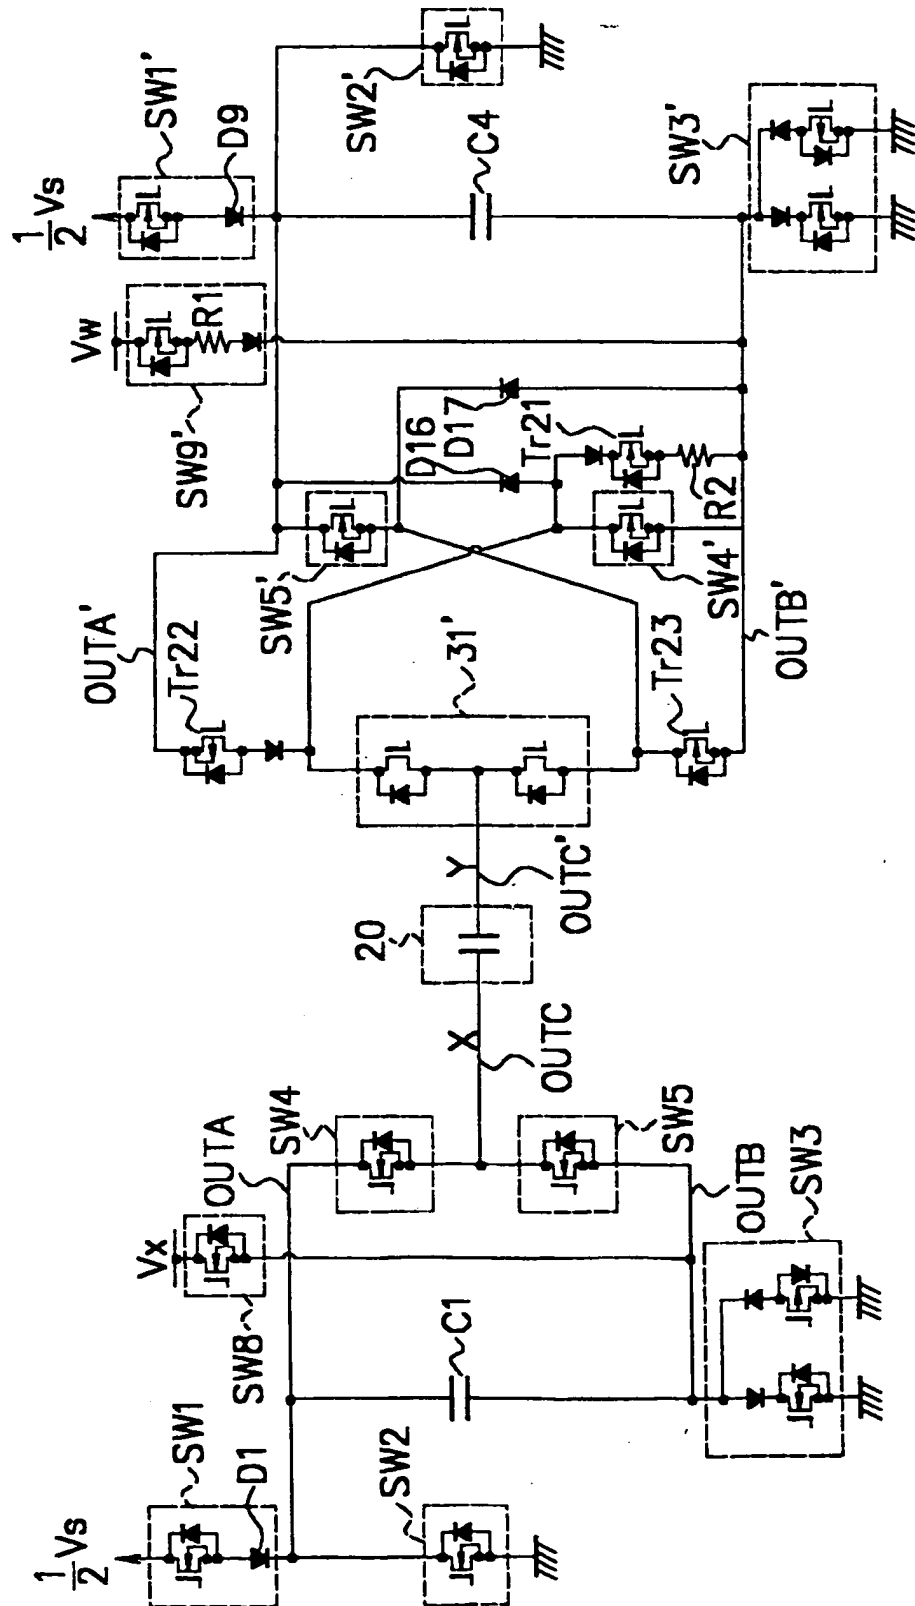 1/2 Vs
SW1
D1
SW2
Vx
SW8
C1
OUTA
SW4
SW5
OUTB
SW3
X
OUTC
20
Y
OUTC'
31'
OUTA'
Tr22
Tr23
OUTB'
SW5'
SW4'
D16
D17
Tr21
R2
Vw
R1
SW9'
1/2 Vs
SW1'
D9
C4
SW2'
SW3'